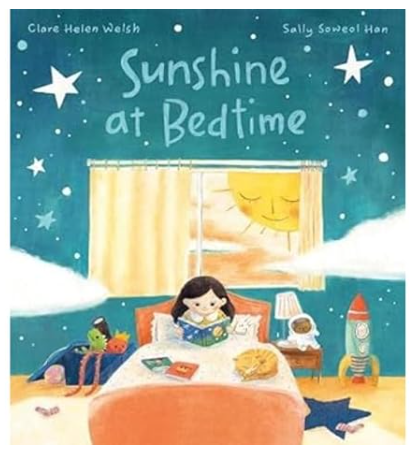 Clare Helen Welsh
Sally Soweol Han
Sunshine
at Bedtime